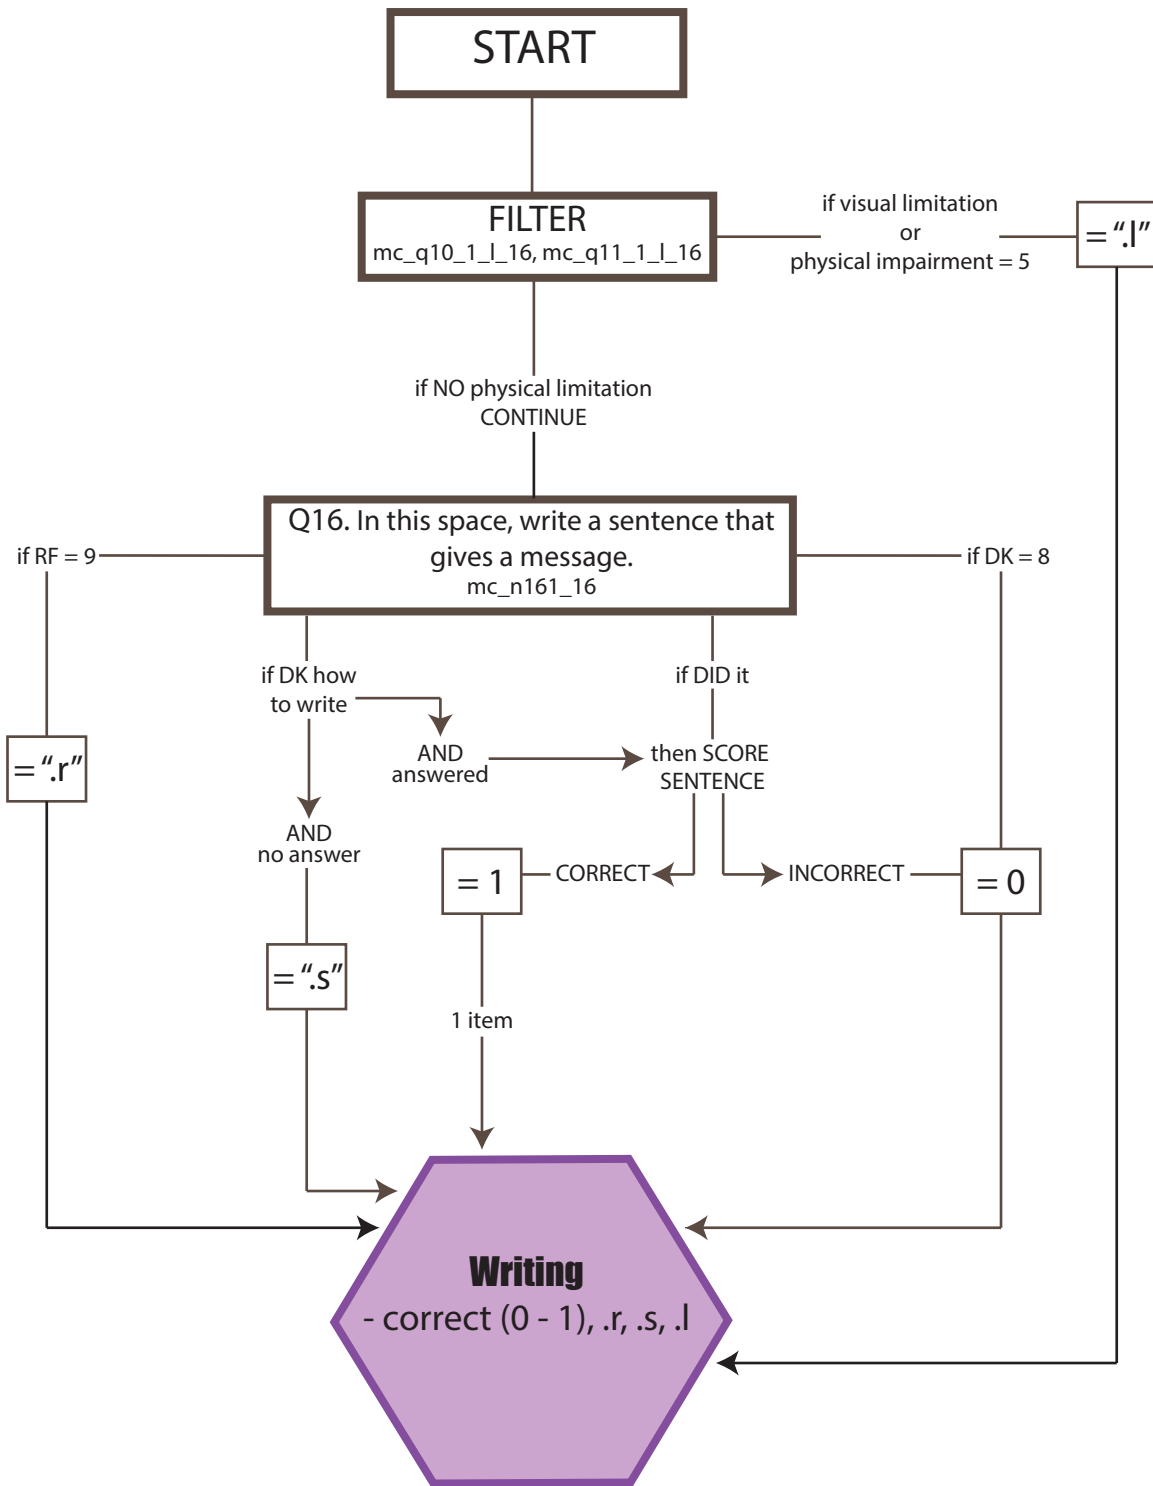 START
FILTER
mc_q10_1_l_16, mc_q11_1_l_16
if visual limitation
or
physical impairment = 5
= “.l”
if NO physical limitation
CONTINUE
Q16. In this space, write a sentence that
gives a message.
mc_n161_16
if RF = 9
if DK = 8
if DK how
to write
if DID it
= “.r”
AND
answered
then SCORE
SENTENCE
AND
no answer
= 1
CORRECT
INCORRECT
= 0
= “.s”
1 item
Writing
- correct (0 - 1), .r, .s, .l